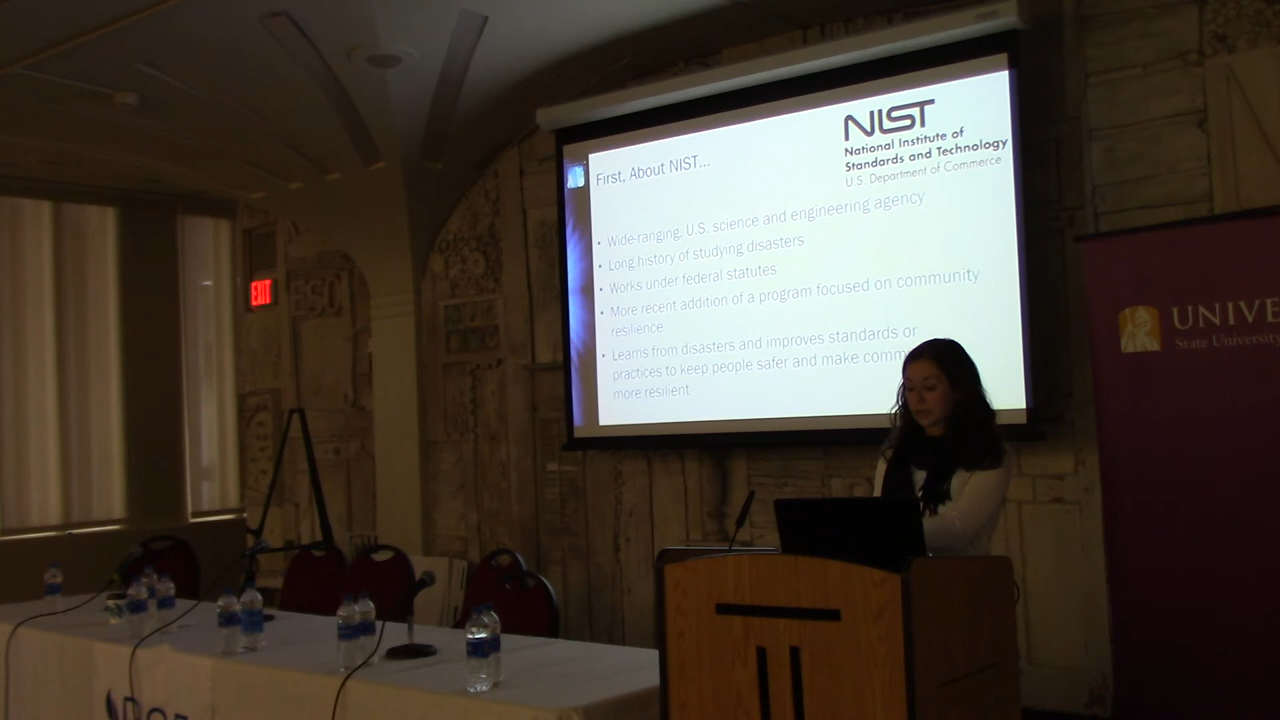 NIST
National Institute of
Standards and Technology
U.S. Department of Commerce
First, About NIST...
• Wide-ranging, U.S. science and engineering agency
• Long history of studying disasters
• Works under federal statutes
• More recent addition of a program focused on community
resilience
• Learns from disasters and improves standards or
practices to keep people safer and make comm
more resilient
EXIT
ESO
UNIVE
State University